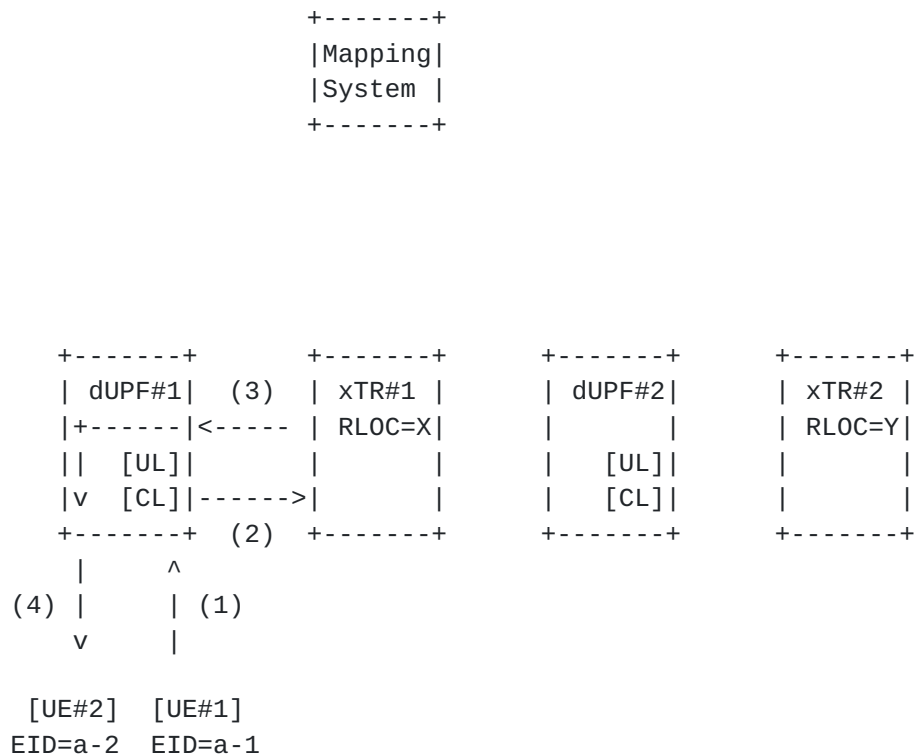 +-------+
|Mapping|
|System |
+-------+
+-------+ +-------+ +-------+ +-------+
| dUPF#1| (3) | xTR#1 | | dUPF#2| | xTR#2 |
|+------|<----- | RLOC=X| | | | RLOC=Y|
|| [UL]| | | | [UL]| | |
|v [CL]|------>| | | [CL]| | |
+-------+ (2) +-------+ +-------+ +-------+
| ^
(4) | | (1)
v |
[UE#2] [UE#1]
EID=a-2 EID=a-1